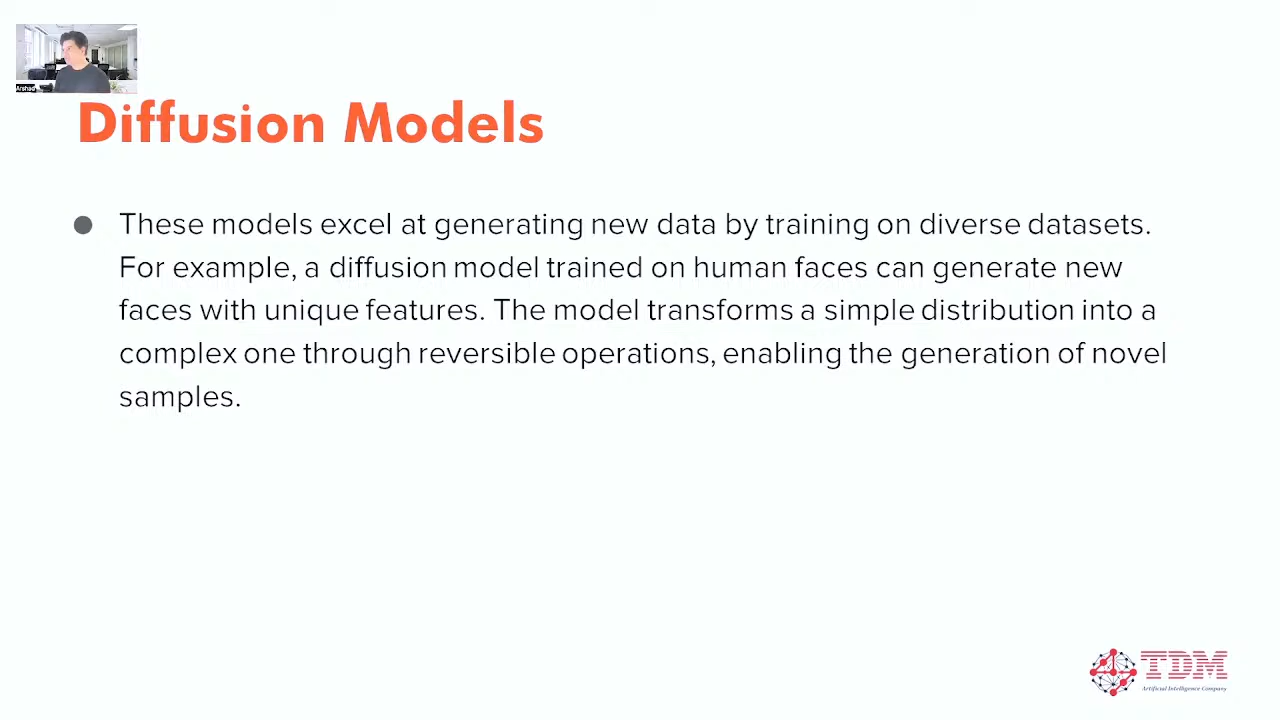 Arshad
Diffusion Models
These models excel at generating new data by training on diverse datasets.
For example, a diffusion model trained on human faces can generate new
faces with unique features. The model transforms a simple distribution into a
complex one through reversible operations, enabling the generation of novel
samples.
TDM
Artificial Intelligence Company